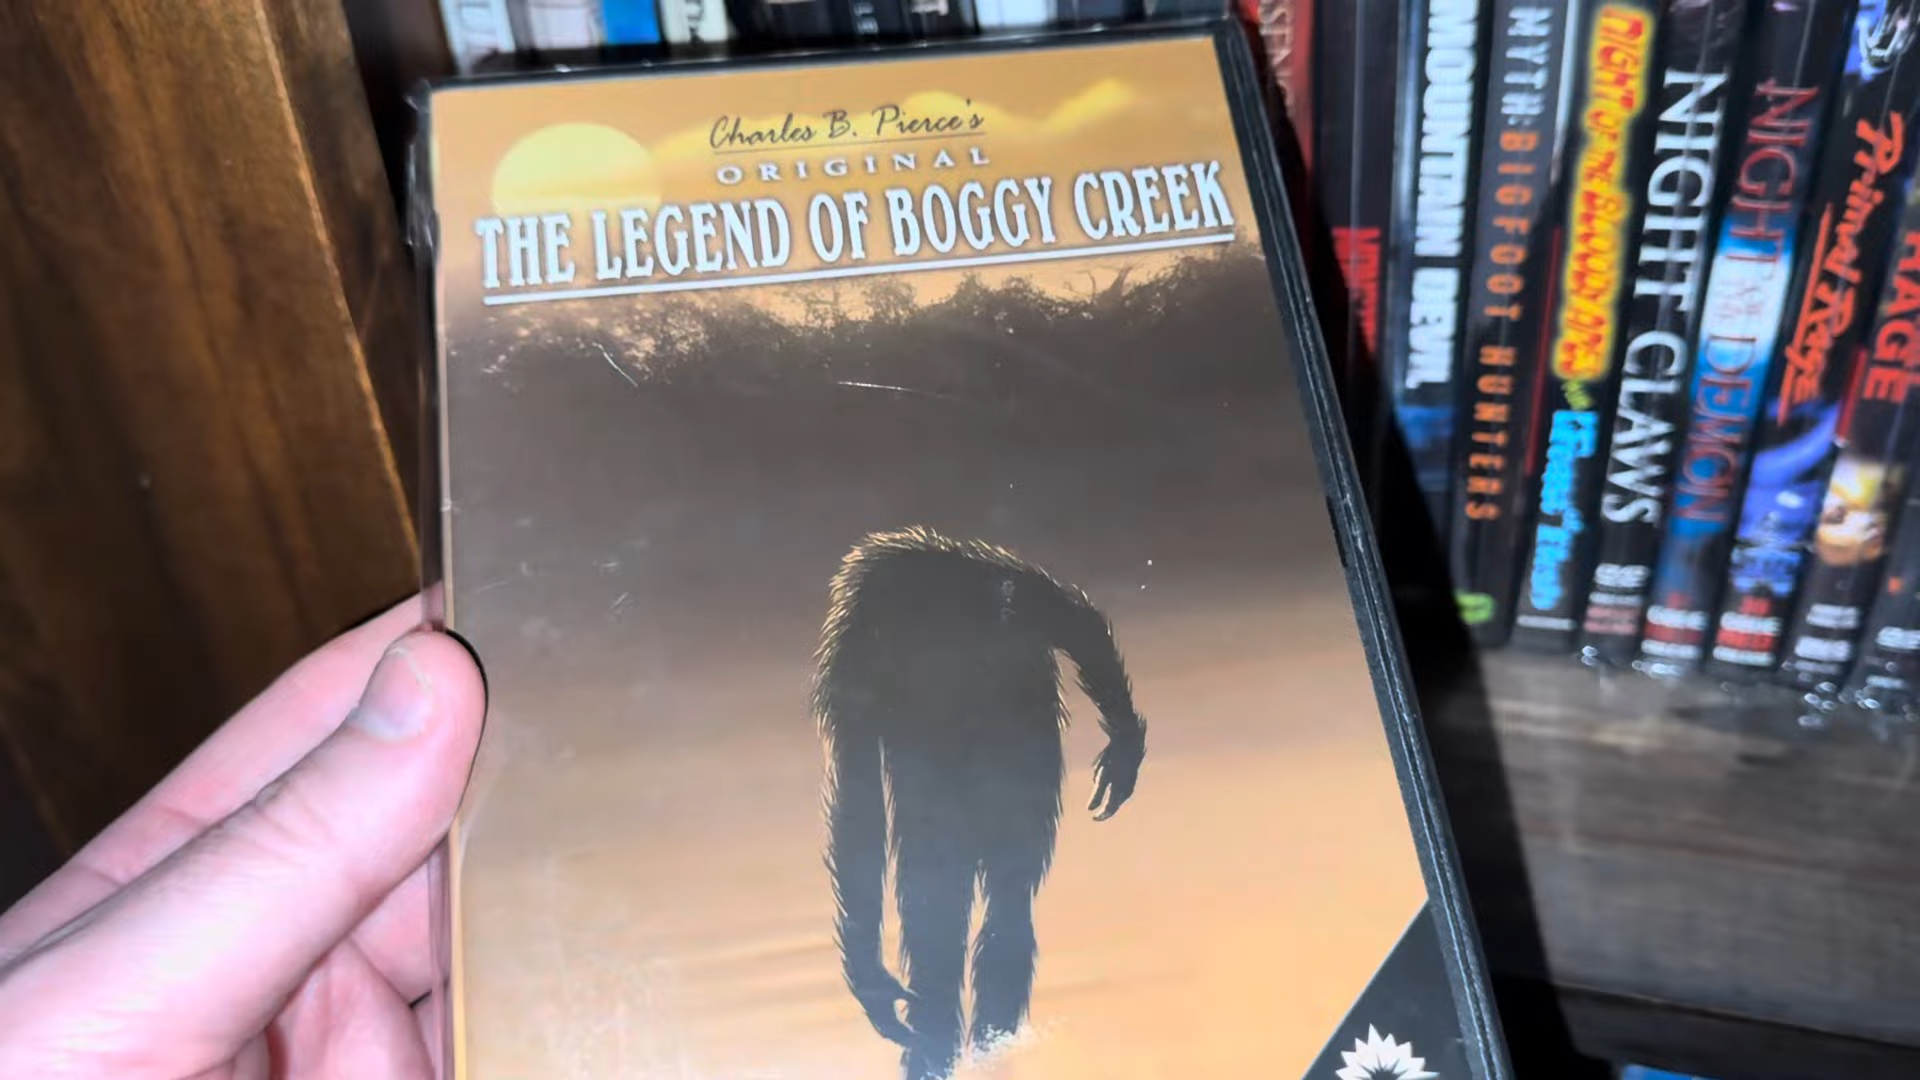 Charles B. Pierce's
ORIGINAL
THE LEGEND OF BOGGY CREEK
MOUNTAIN DEVIL
MYTH: BIGFOOT HUNTERS
NIGHT OF THE BLOODY APES
NIGHT CLAWS
NIGHT OF THE DEMON
Primal Rage
RAGE